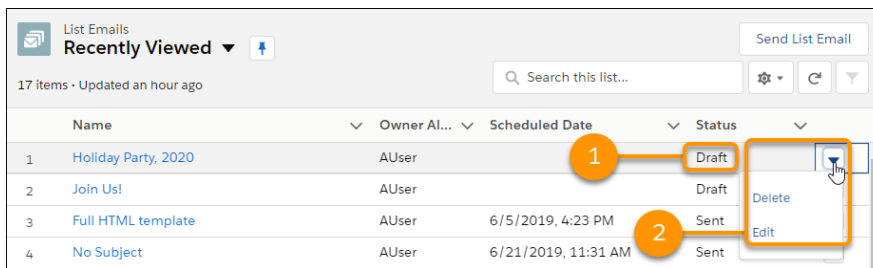 List Emails
Recently Viewed
Send List Email
17 items • Updated an hour ago
Search this list...
Name Owner Al... Scheduled Date Status
1 Holiday Party, 2020 AUser 1 Draft
2 Join Us! AUser Draft
Delete
3 Full HTML template AUser 6/5/2019, 4:23 PM Sent
2 Edit
4 No Subject AUser 6/21/2019, 11:31 AM Sent